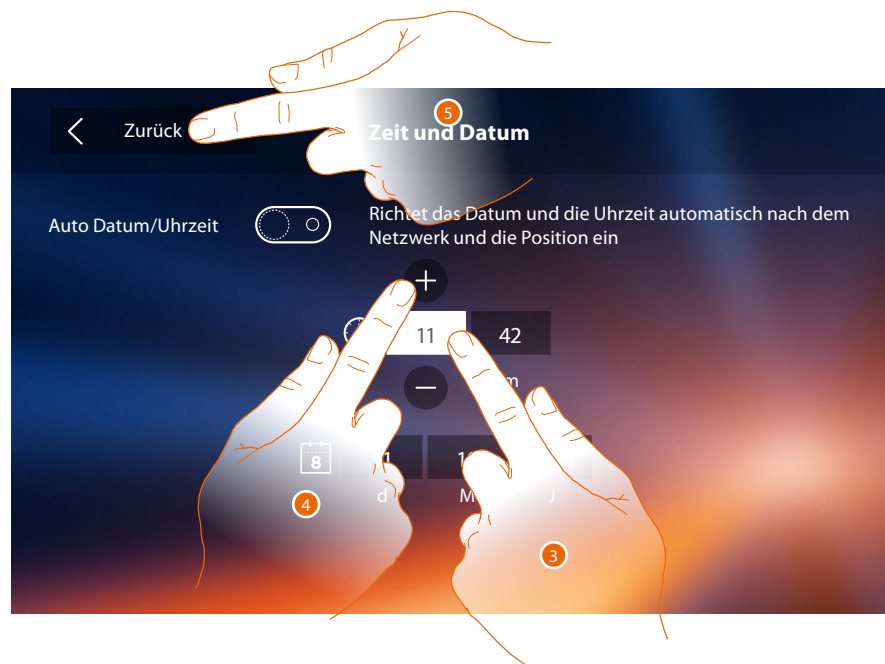 5
Zurück
Zeit und Datum
Auto Datum/Uhrzeit
Richtet das Datum und die Uhrzeit automatisch nach dem
Netzwerk und die Position ein
+
11
42
−
m
8
d
M
J
4
3